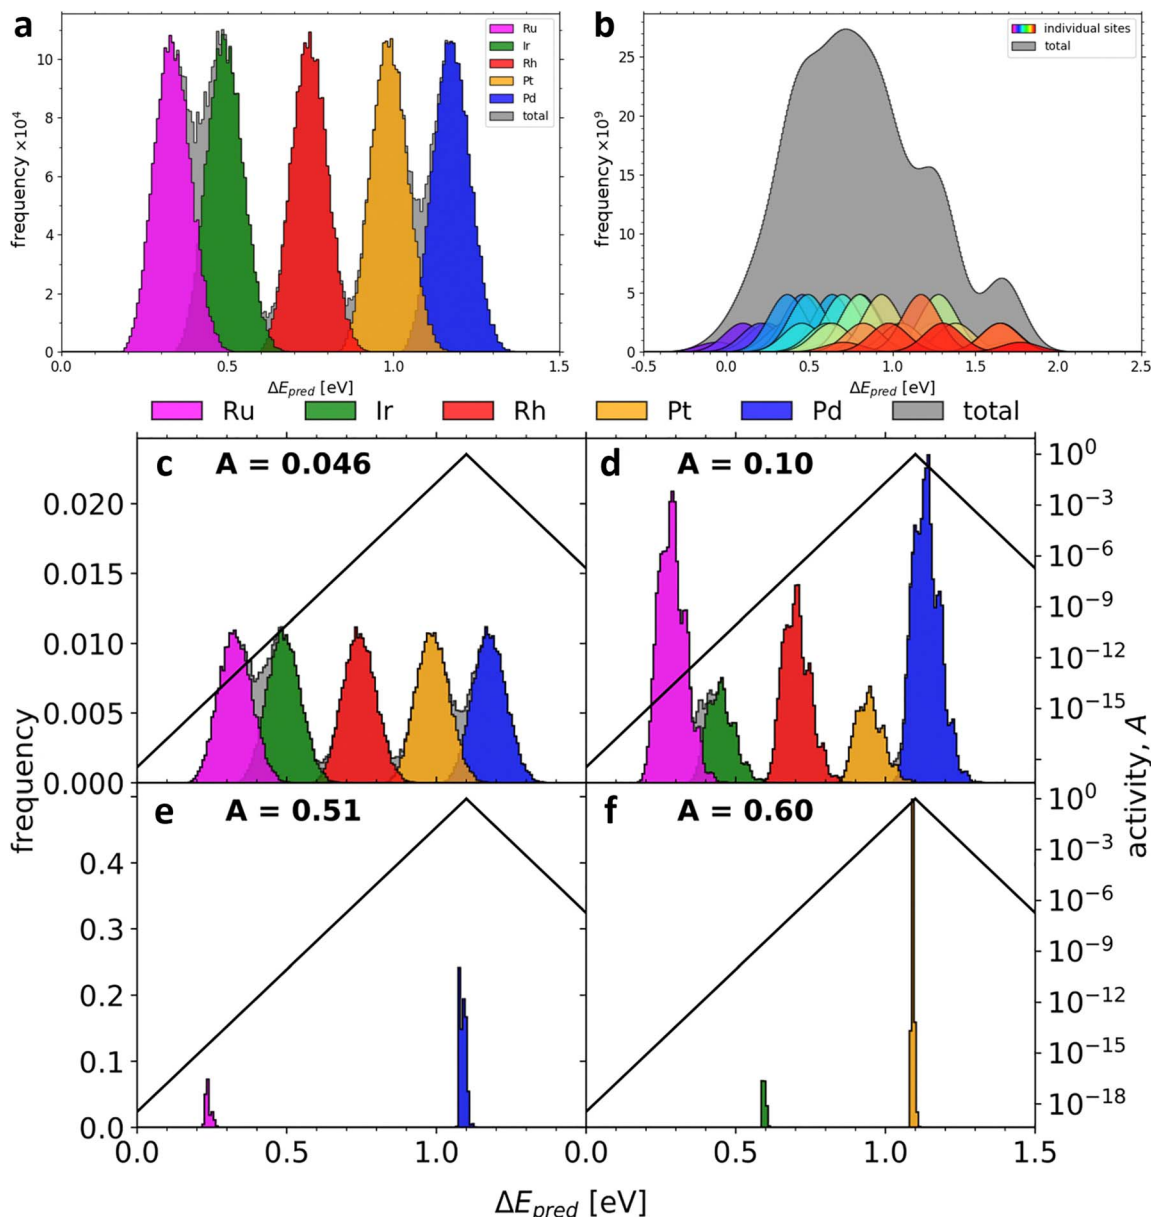 a
Ru
Ir
Rh
Pt
Pd
total
frequency ×10⁴
10
8
6
4
2
0
0.0 0.5 1.0 1.5
ΔE_pred [eV]
b
individual sites
total
frequency ×10⁹
25
20
15
10
5
0
-0.5 0.0 0.5 1.0 1.5 2.0 2.5
ΔE_pred [eV]
Ru Ir Rh Pt Pd total
c A = 0.046
0.020
0.015
0.010
0.005
0.000
d A = 0.10
10⁰
10⁻³
10⁻⁶
10⁻⁹
10⁻¹²
10⁻¹⁵
frequency
activity, A
e A = 0.51
0.4
0.3
0.2
0.1
0.0
f A = 0.60
10⁰
10⁻³
10⁻⁶
10⁻⁹
10⁻¹²
10⁻¹⁵
10⁻¹⁸
0.0 0.5 1.0 0.0 0.5 1.0 1.5
ΔE_pred [eV]